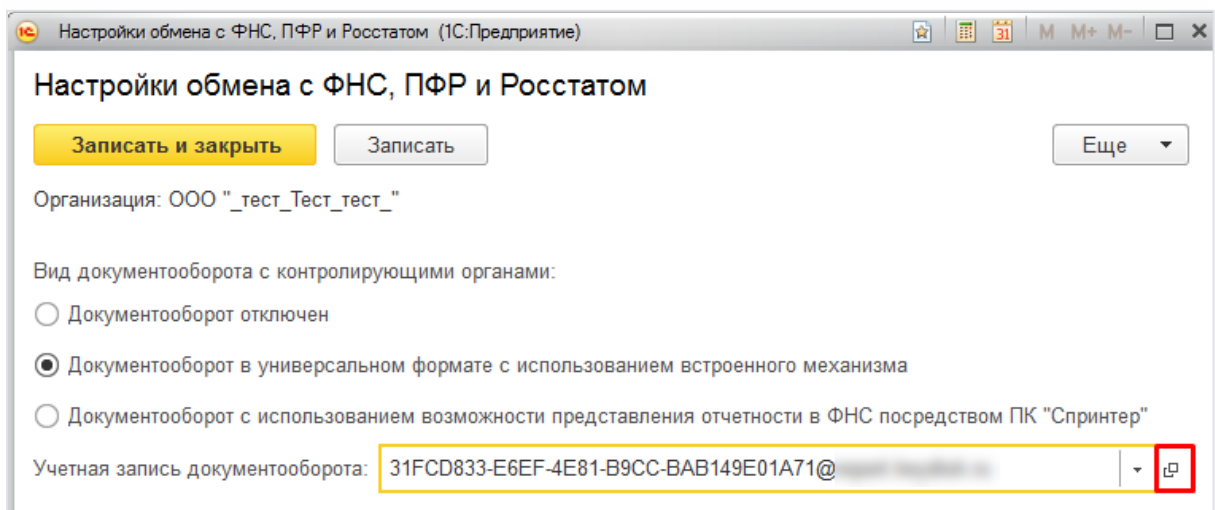 1С Настройки обмена с ФНС, ПФР и Росстатом (1С:Предприятие) 31 M M+ M-
Настройки обмена с ФНС, ПФР и Росстатом
Записать и закрыть Записать Еще
Организация: ООО "_тест_Тест_тест_"
Вид документооборота с контролирующими органами:
Документооборот отключен
Документооборот в универсальном формате с использованием встроенного механизма
Документооборот с использованием возможности представления отчетности в ФНС посредством ПК "Спринтер"
Учетная запись документооборота: 31FCD833-E6EF-4E81-B9CC-BAB149E01A71@